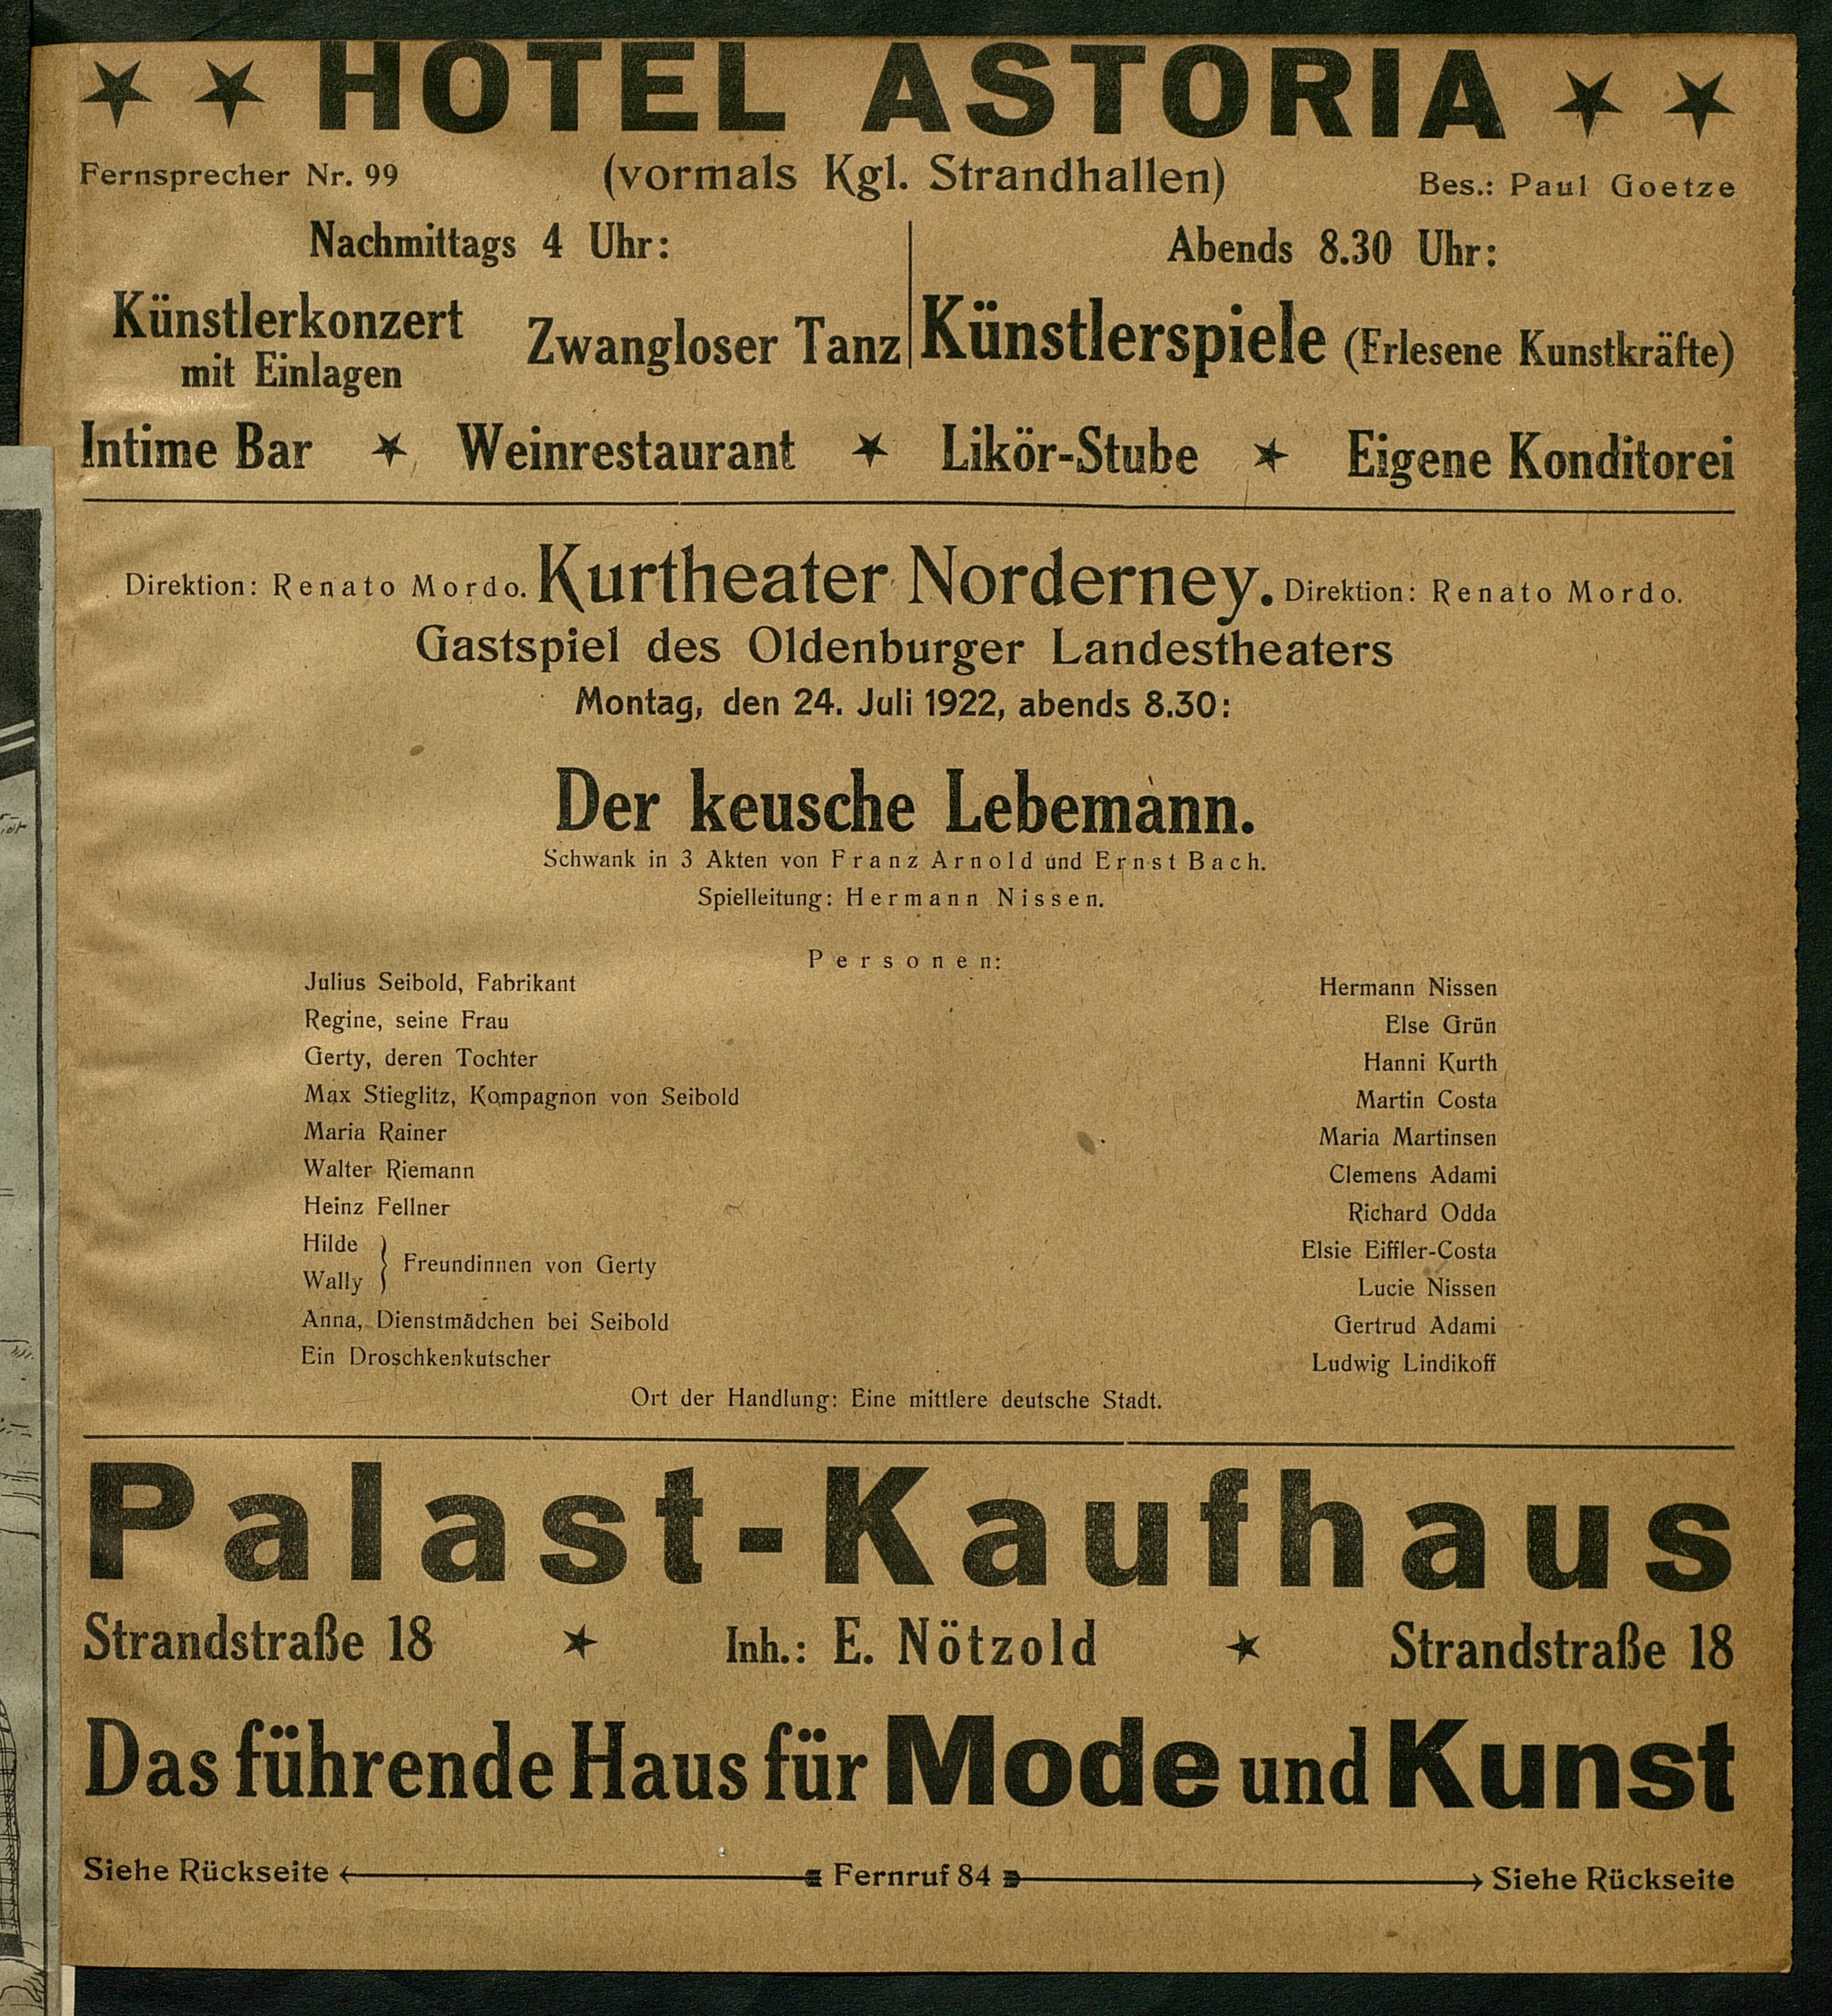 HOTEL ASTORIA
Fernsprecher Nr. 99 (vormals Kgl. Strandhallen) Bes.: Paul Goetze
Nachmittags 4 Uhr:
Künstlerkonzert
mit Einlagen
Zwangloser Tanz
Abends 8.30 Uhr:
Künstlerspiele (Erlesene Kunstkräfte)
Intime Bar ★ Weinrestaurant ★ Likör-Stube ★ Eigene Konditorei
Direktion: Renato Mordo. Kurtheater Norderney. Direktion: Renato Mordo.
Gastspiel des Oldenburger Landestheaters
Montag, den 24. Juli 1922, abends 8.30:
Der keusche Lebemann.
Schwank in 3 Akten von Franz Arnold und Ernst Bach.
Spielleitung: Hermann Nissen.
Personen:
Julius Seibold, Fabrikant Hermann Nissen
Regine, seine Frau Else Grün
Gerty, deren Tochter Hanni Kurth
Max Stieglitz, Kompagnon von Seibold Martin Costa
Maria Rainer Maria Martinsen
Walter Riemann Clemens Adami
Heinz Fellner Richard Odda
Hilde } Freundinnen von Gerty Elsie Eiffler-Costa
Wally Lucie Nissen
Anna, Dienstmädchen bei Seibold Gertrud Adami
Ein Droschkenkutscher Ludwig Lindikoff
Ort der Handlung: Eine mittlere deutsche Stadt.
Palast-Kaufhaus
Strandstraße 18 ★ Inh.: E. Nötzold ★ Strandstraße 18
Das führende Haus für Mode und Kunst
Siehe Rückseite Fernruf 84 Siehe Rückseite